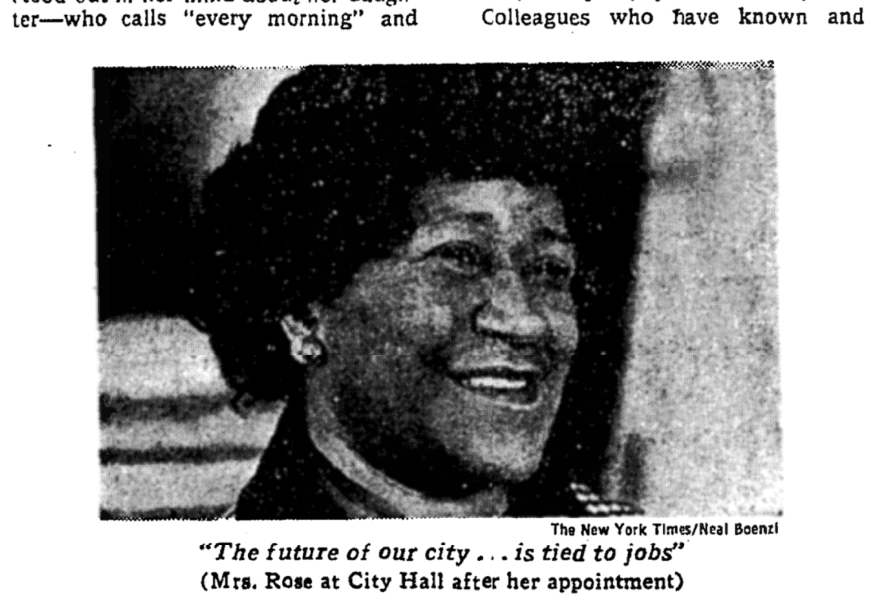 ter—who calls "every morning" and
Colleagues who have known and
The New York Times/Neal Boenzi
"The future of our city... is tied to jobs"
(Mrs. Rose at City Hall after her appointment)